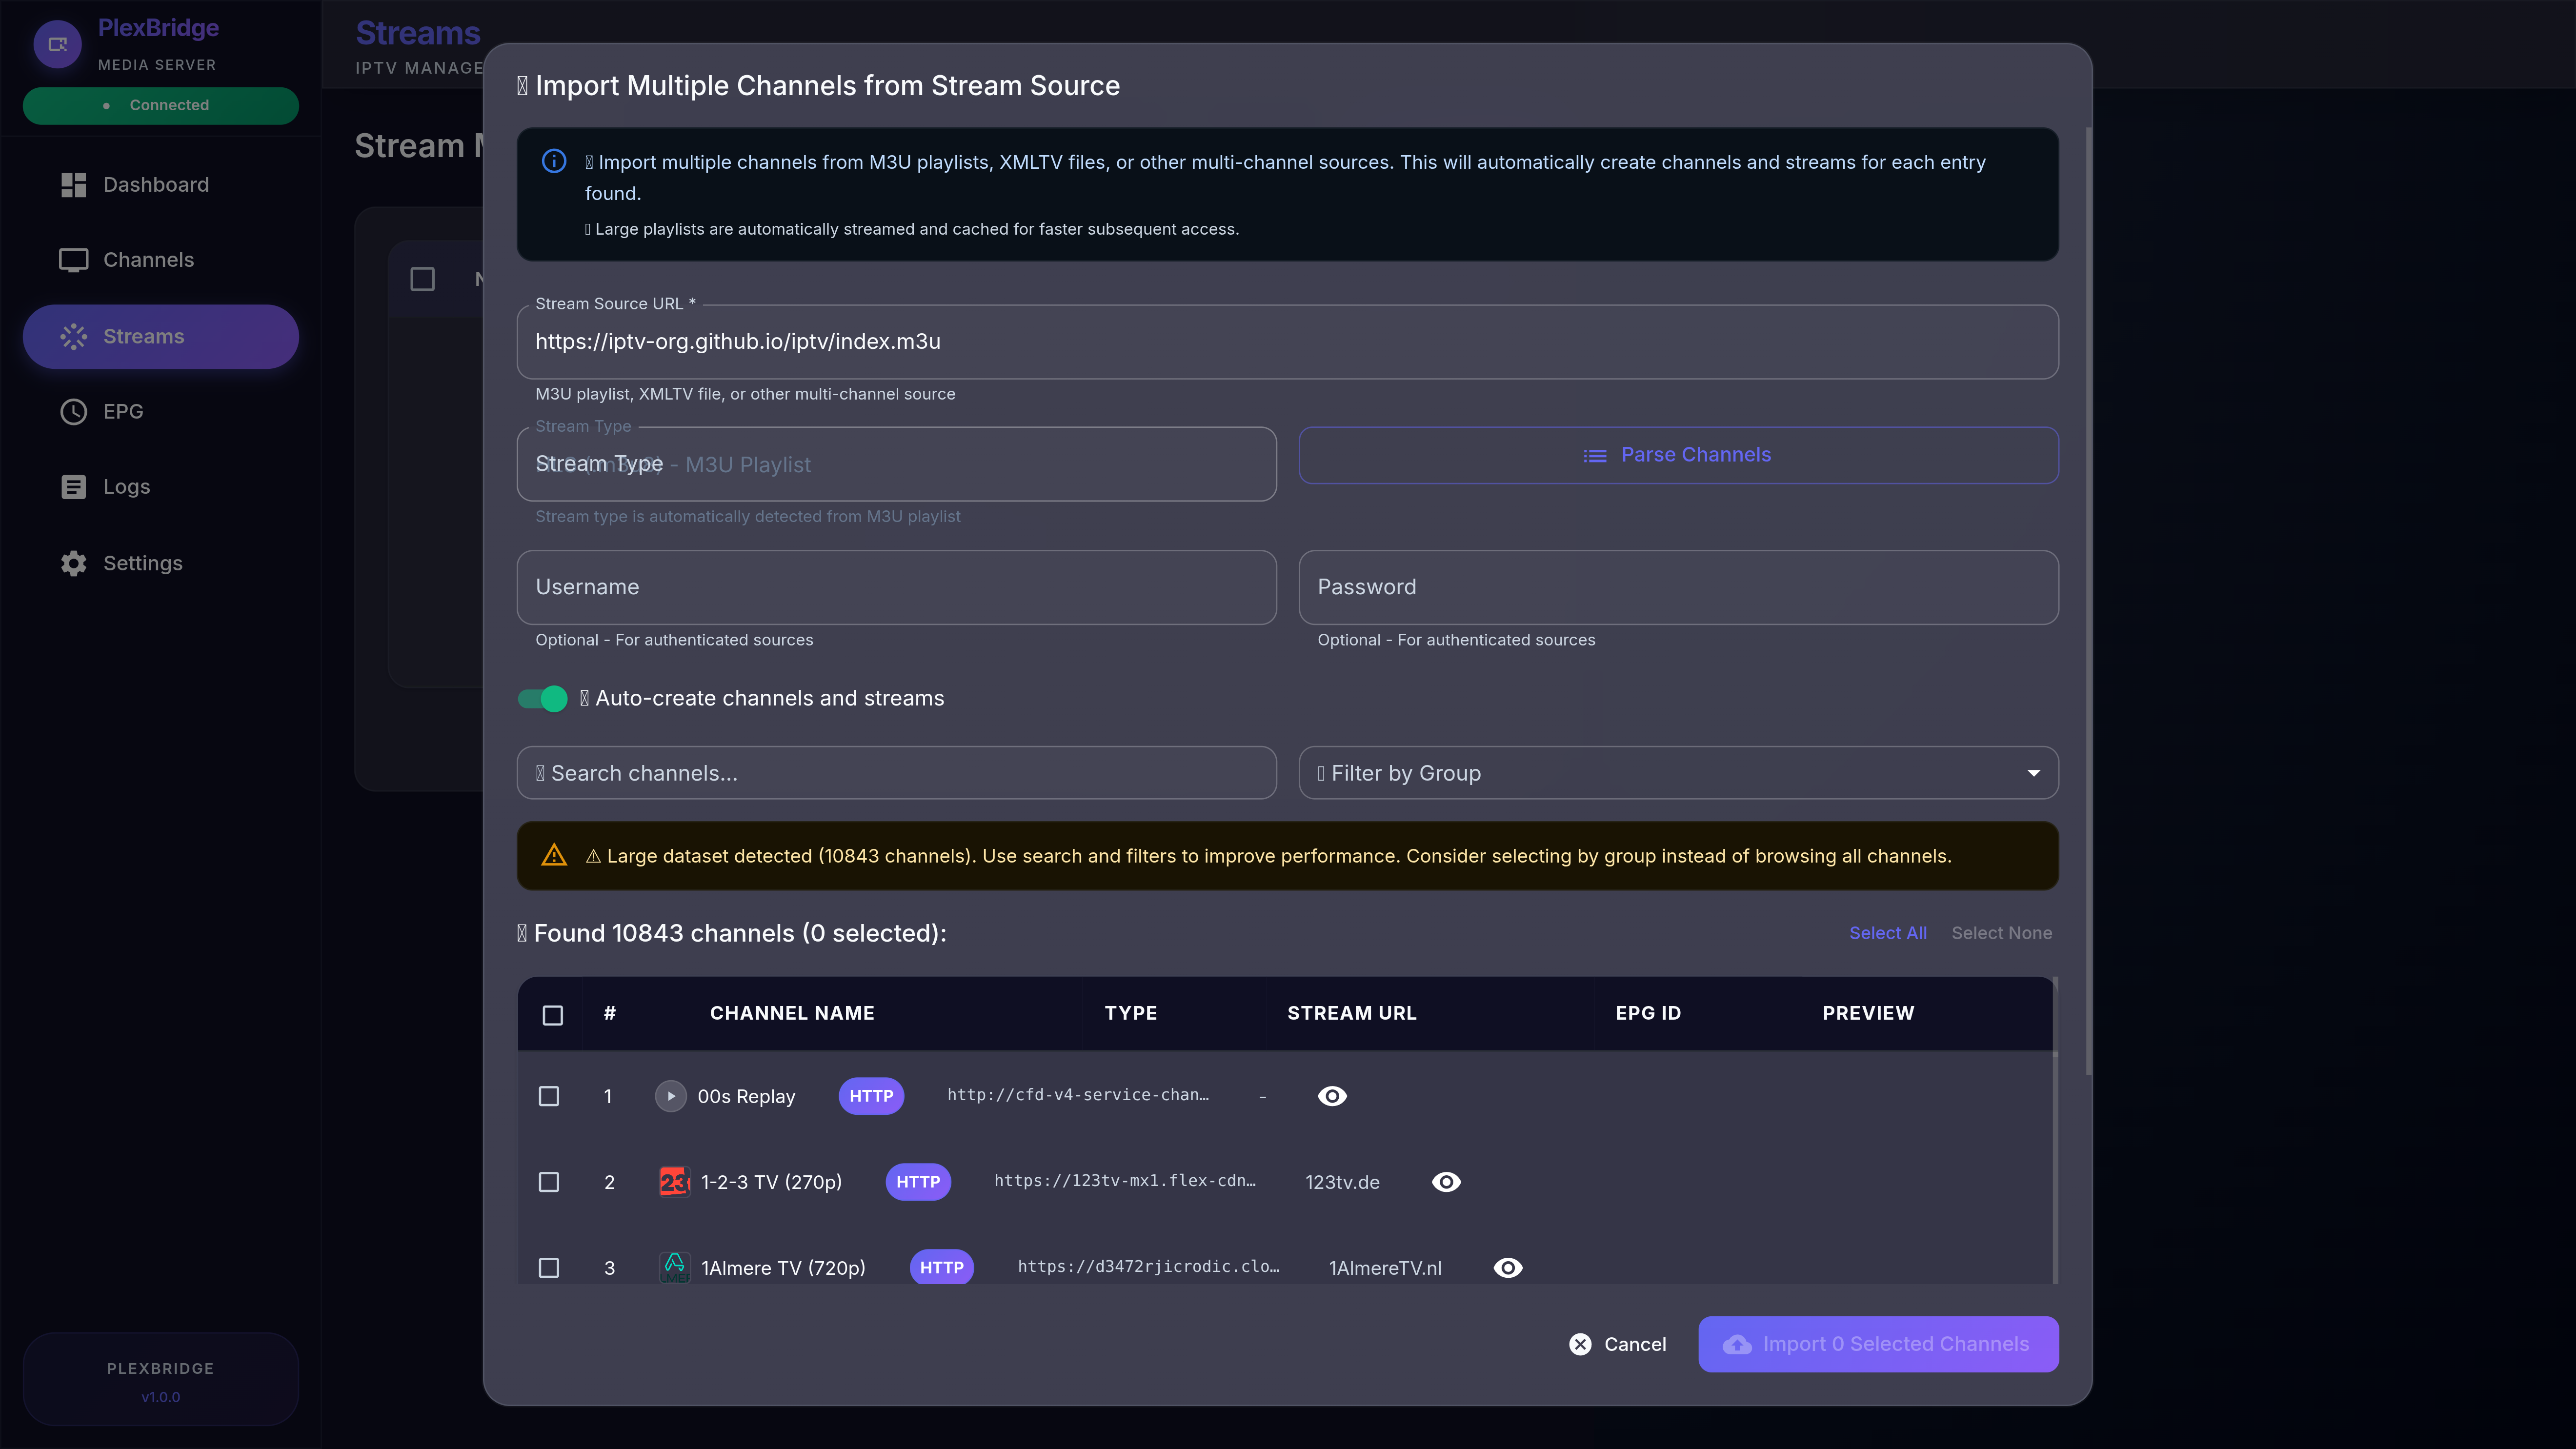 PlexBridge
MEDIA SERVER
Connected
Dashboard
Channels
Streams
EPG
Logs
Settings
PLEXBRIDGE
v1.0.0
Streams
IPTV MANAGE
Stream M
Import Multiple Channels from Stream Source
Import multiple channels from M3U playlists, XMLTV files, or other multi-channel sources. This will automatically create channels and streams for each entry
found.
Large playlists are automatically streamed and cached for faster subsequent access.
Stream Source URL *
https://iptv-org.github.io/iptv/index.m3u
M3U playlist, XMLTV file, or other multi-channel source
Stream Type
Stream Type - M3U Playlist
Parse Channels
Stream type is automatically detected from M3U playlist
Username
Password
Optional - For authenticated sources
Optional - For authenticated sources
Auto-create channels and streams
Search channels...
Filter by Group
⚠ Large dataset detected (10843 channels). Use search and filters to improve performance. Consider selecting by group instead of browsing all channels.
Found 10843 channels (0 selected):
Select All
Select None
# CHANNEL NAME TYPE STREAM URL EPG ID PREVIEW
1 00s Replay HTTP http://cfd-v4-service-chan… -
2 1-2-3 TV (270p) HTTP https://123tv-mx1.flex-cdn… 123tv.de
3 1Almere TV (720p) HTTP https://d3472rjicrodic.clo… 1AlmereTV.nl
Cancel
Import 0 Selected Channels